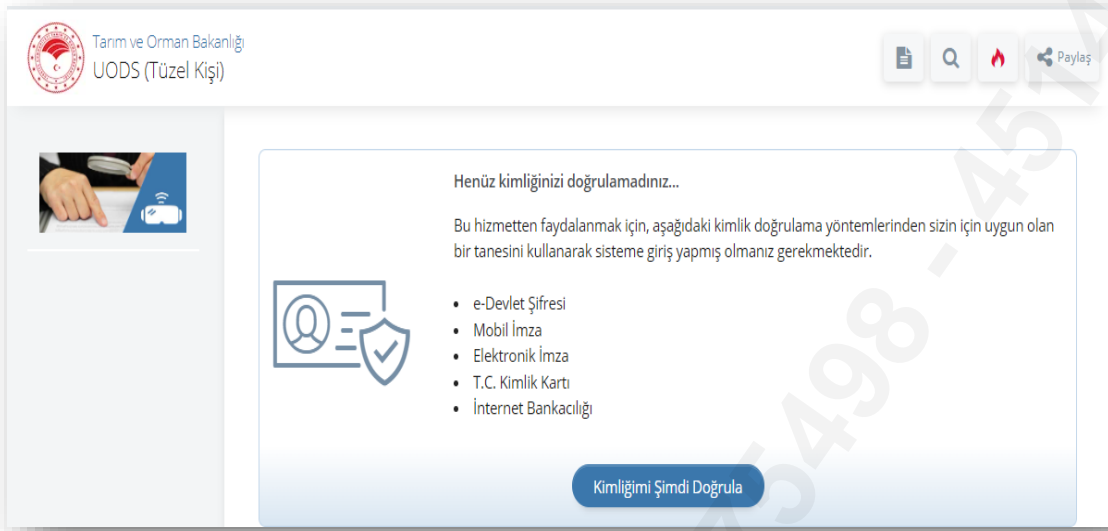 Tarım ve Orman Bakanlığı
UODS (Tüzel Kişi)
Paylaş
Henüz kimliğinizi doğrulamadınız...
Bu hizmetten faydalanmak için, aşağıdaki kimlik doğrulama yöntemlerinden sizin için uygun olan
bir tanesini kullanarak sisteme giriş yapmış olmanız gerekmektedir.
• e-Devlet Şifresi
• Mobil İmza
• Elektronik İmza
• T.C. Kimlik Kartı
• İnternet Bankacılığı
Kimliğimi Şimdi Doğrula